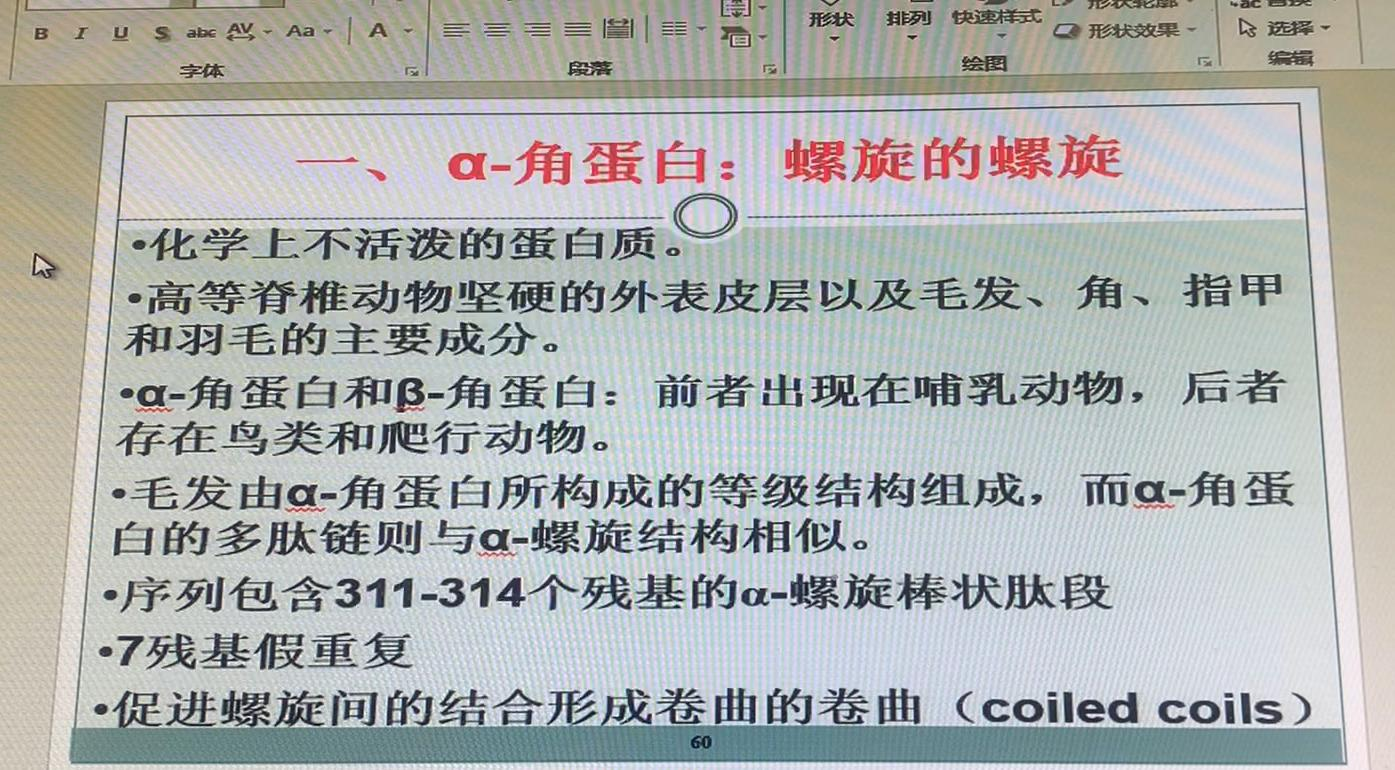 B I U S abc AV Aa A
形状 排列 快速样式
形状效果
选择
字体 段落 绘图 编辑
一、 α-角蛋白：螺旋的螺旋
•化学上不活泼的蛋白质。
•高等脊椎动物坚硬的外表皮层以及毛发、角、指甲
和羽毛的主要成分。
•α-角蛋白和β-角蛋白：前者出现在哺乳动物，后者
存在鸟类和爬行动物。
•毛发由α-角蛋白所构成的等级结构组成，而α-角蛋
白的多肽链则与α-螺旋结构相似。
•序列包含311-314个残基的α-螺旋棒状肽段
•7残基假重复
•促进螺旋间的结合形成卷曲的卷曲（coiled coils）
60